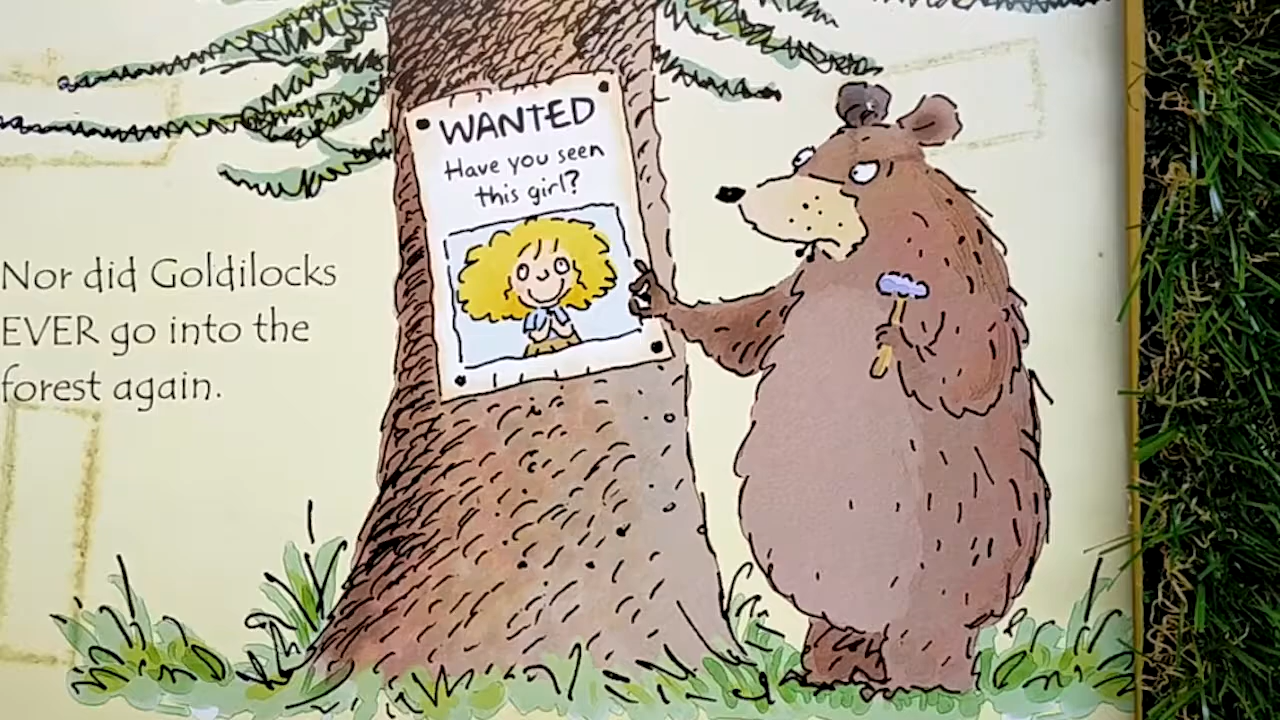 WANTED
Have you seen
this girl?
Nor did Goldilocks
EVER go into the
forest again.